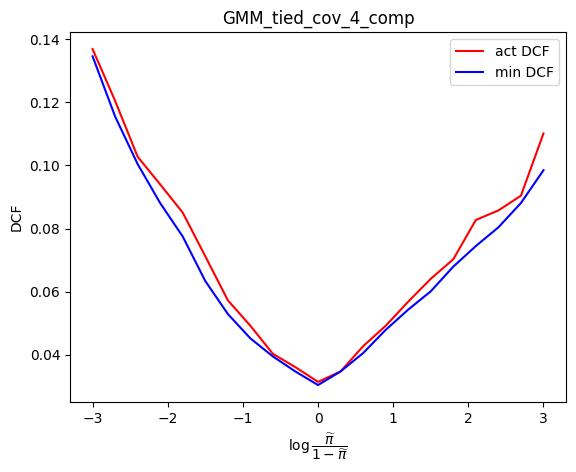 GMM_tied_cov_4_comp
act DCF
min DCF
DCF
0.14
0.12
0.10
0.08
0.06
0.04
−3 −2 −1 0 1 2 3
log π̃ / 1 − π̃